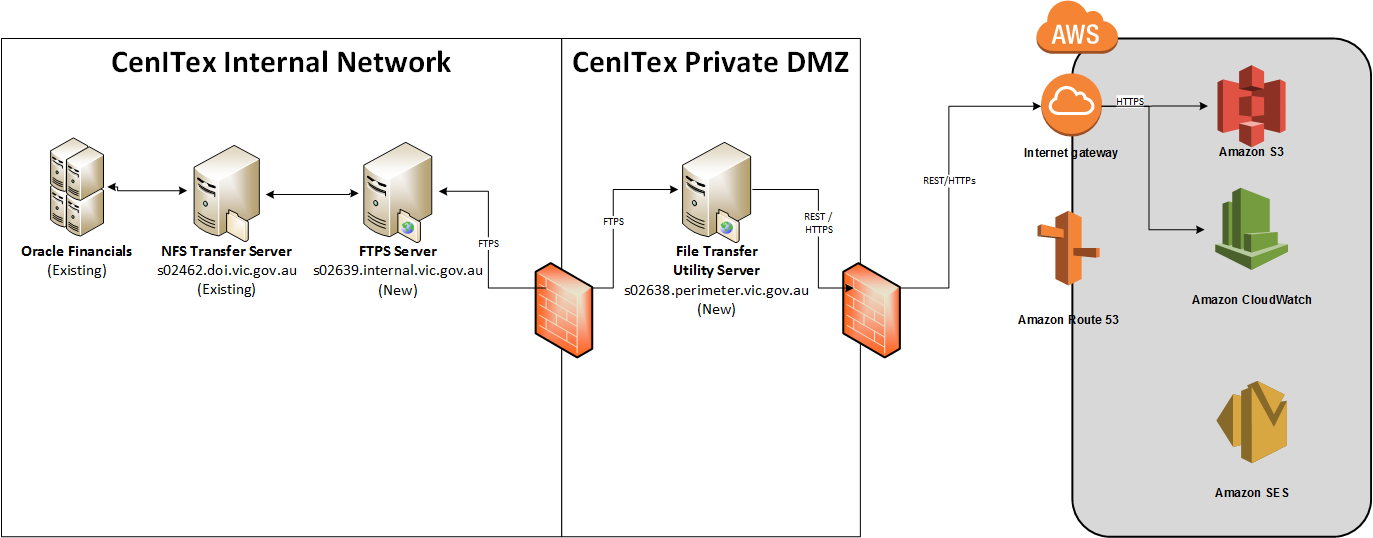 CenITex Internal Network
CenITex Private DMZ
AWS
Oracle Financials
(Existing)
NFS Transfer Server
s02462.doi.vic.gov.au
(Existing)
FTPS Server
s02639.internal.vic.gov.au
(New)
FTPS
FTPS
File Transfer
Utility Server
s02638.perimeter.vic.gov.au
(New)
REST /
HTTPS
REST/HTTPs
Internet gateway
HTTPS
Amazon S3
Amazon Route 53
Amazon CloudWatch
Amazon SES